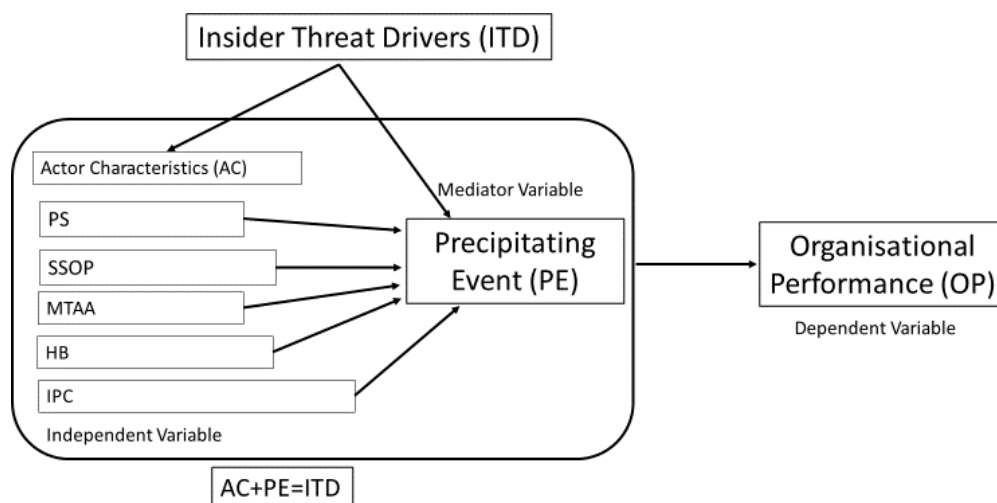 Insider Threat Drivers (ITD)
Actor Characteristics (AC)
Mediator Variable
PS
SSOP
MTAA
HB
IPC
Independent Variable
Precipitating
Event (PE)
Organisational
Performance (OP)
Dependent Variable
AC+PE=ITD